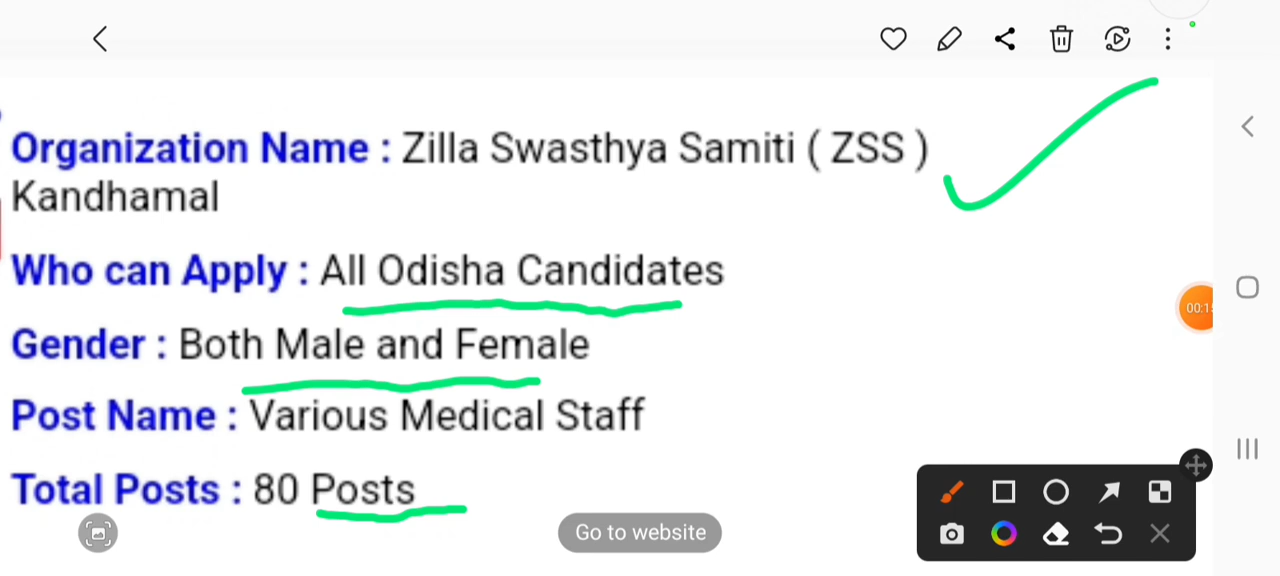 Organization Name : Zilla Swasthya Samiti ( ZSS )
Kandhamal
Who can Apply : All Odisha Candidates
Gender : Both Male and Female
Post Name : Various Medical Staff
Total Posts : 80 Posts
Go to website